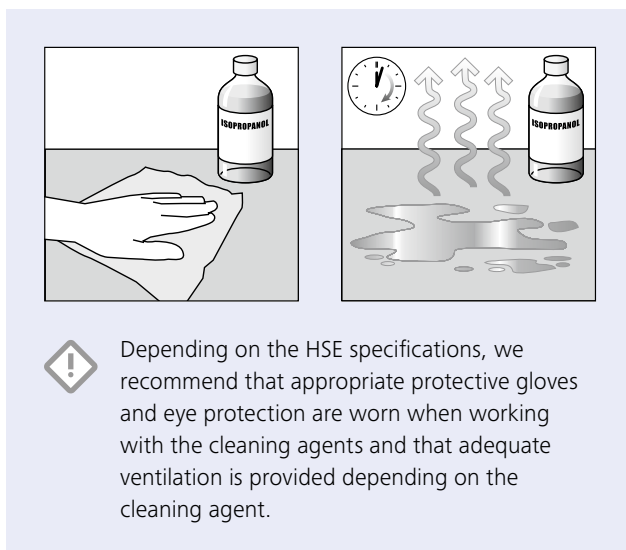 ISOPROPANOL
ISOPROPANOL
Depending on the HSE specifications, we
recommend that appropriate protective gloves
and eye protection are worn when working
with the cleaning agents and that adequate
ventilation is provided depending on the
cleaning agent.